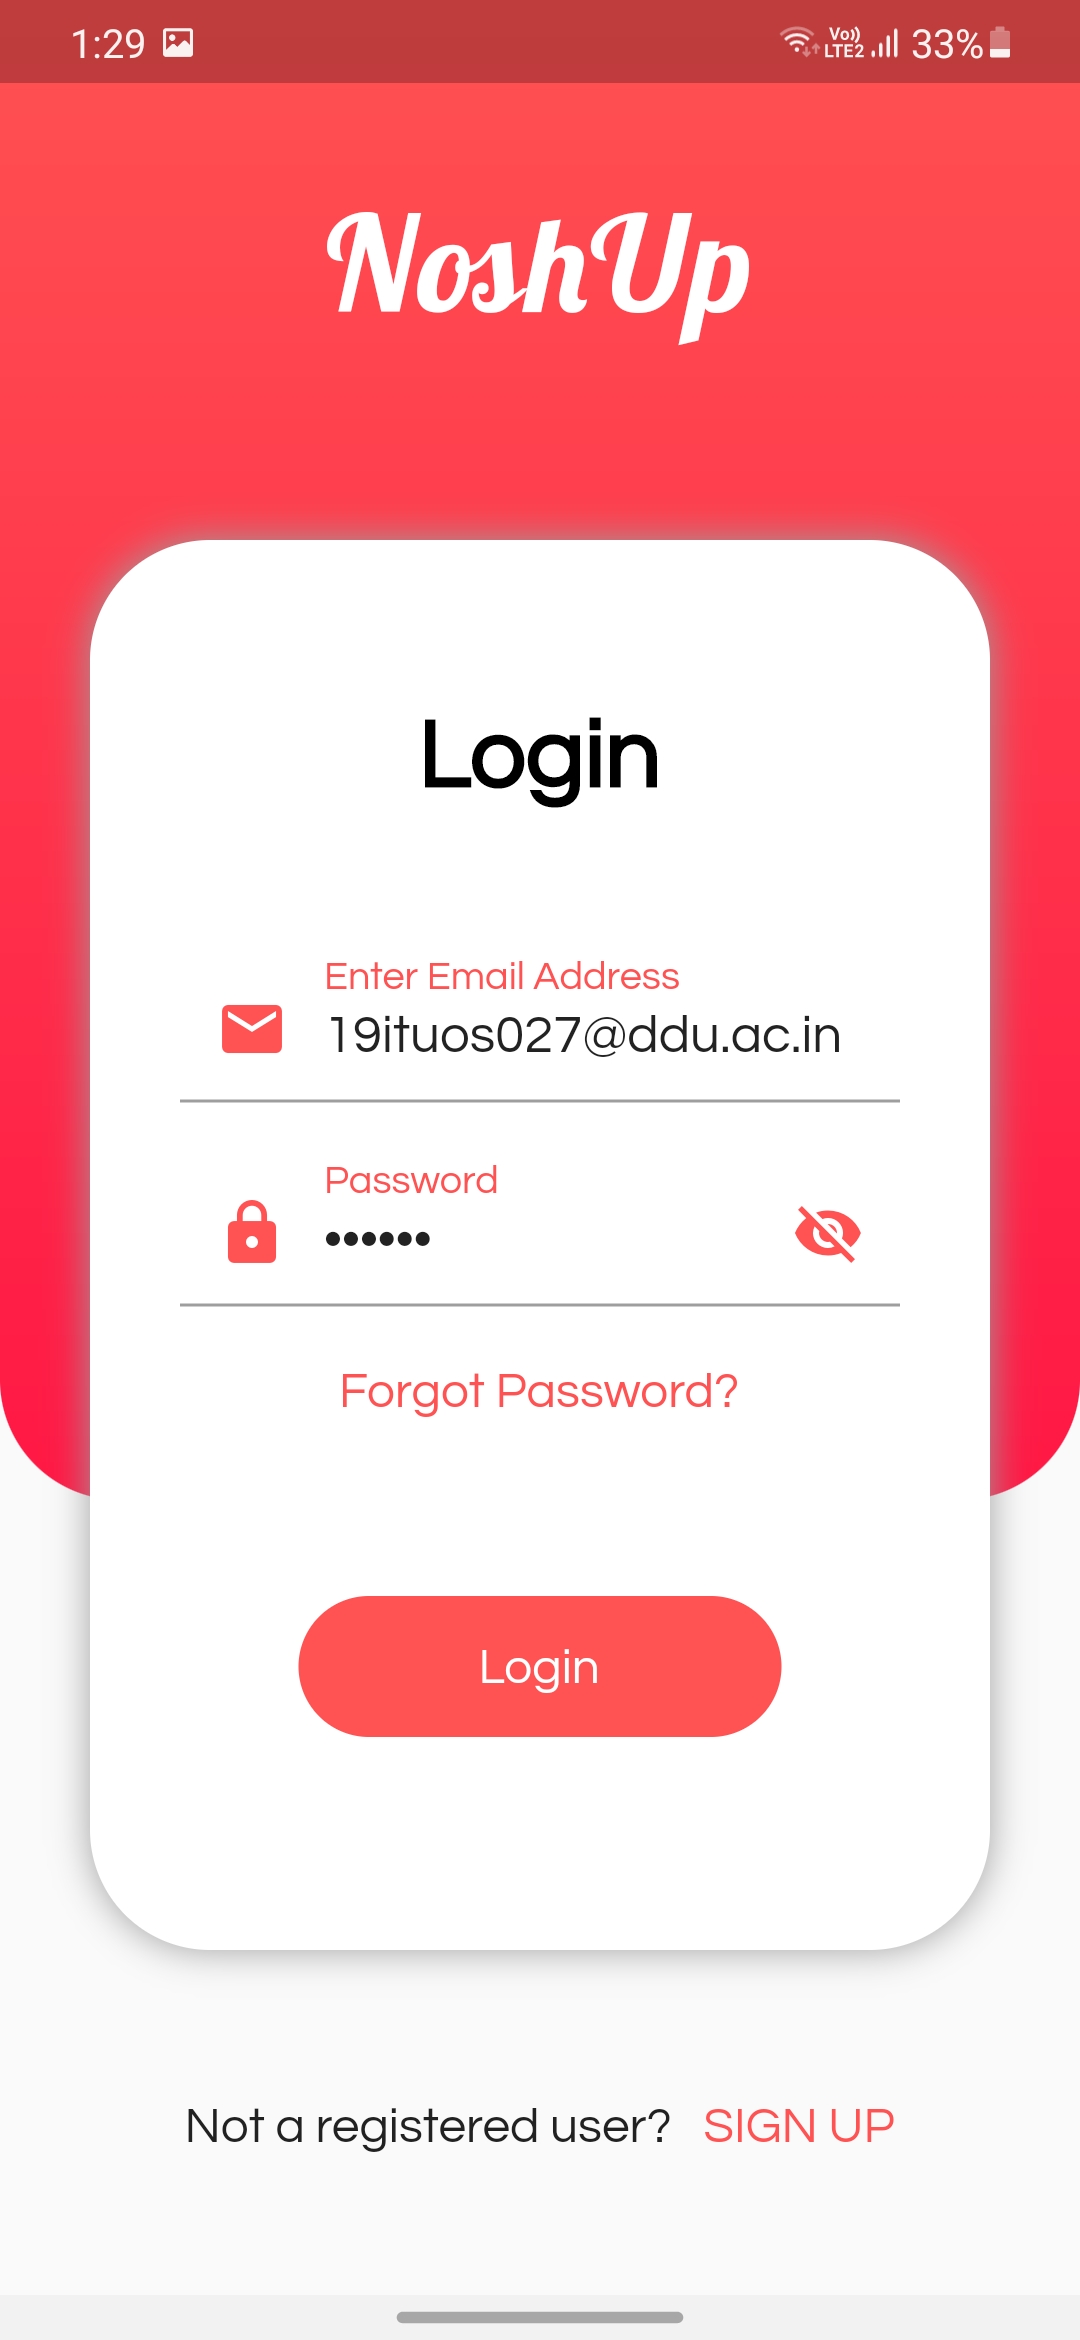 1:29 Vo)) LTE2 33%
NoshUp
Login
Enter Email Address
19ituos027@ddu.ac.in
Password
••••••
Forgot Password?
Login
Not a registered user? SIGN UP